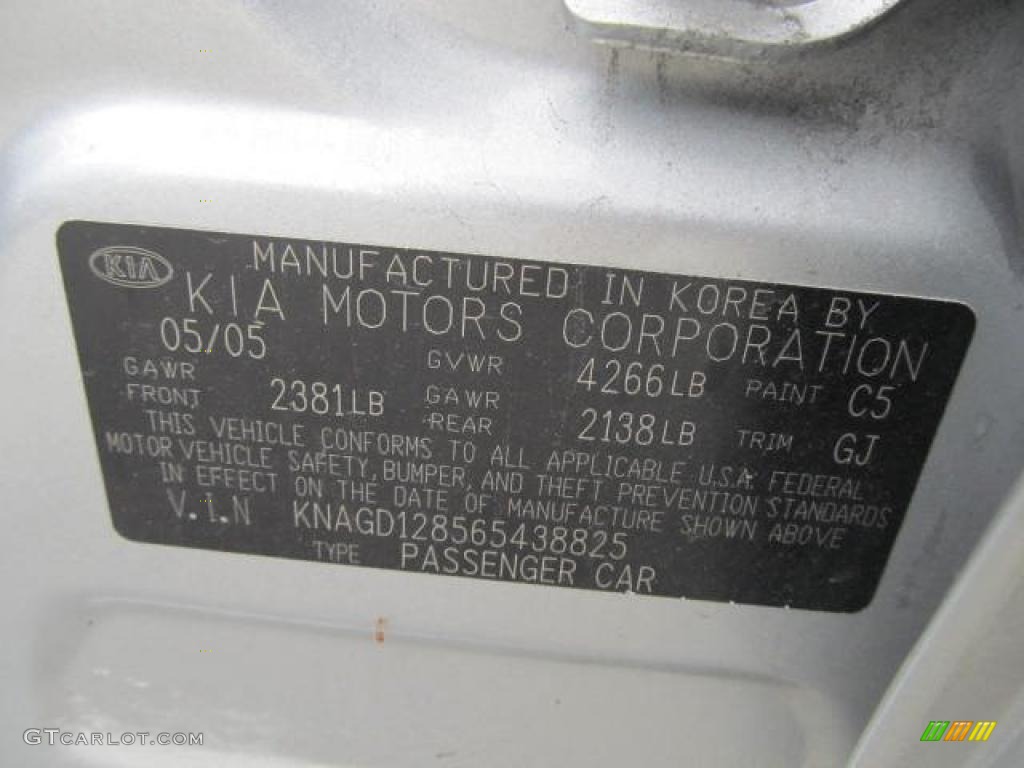 KIA
MANUFACTURED IN KOREA BY
KIA MOTORS CORPORATION
05/05
GAWR FRONT 2381LB
GVWR 4266LB PAINT C5
GAWR REAR 2138LB TRIM GJ
THIS VEHICLE CONFORMS TO ALL APPLICABLE U.S.A. FEDERAL
MOTOR VEHICLE SAFETY, BUMPER, AND THEFT PREVENTION STANDARDS
IN EFFECT ON THE DATE OF MANUFACTURE SHOWN ABOVE
V.I.N KNAGD128565438825
TYPE PASSENGER CAR
GTCARLOT.COM